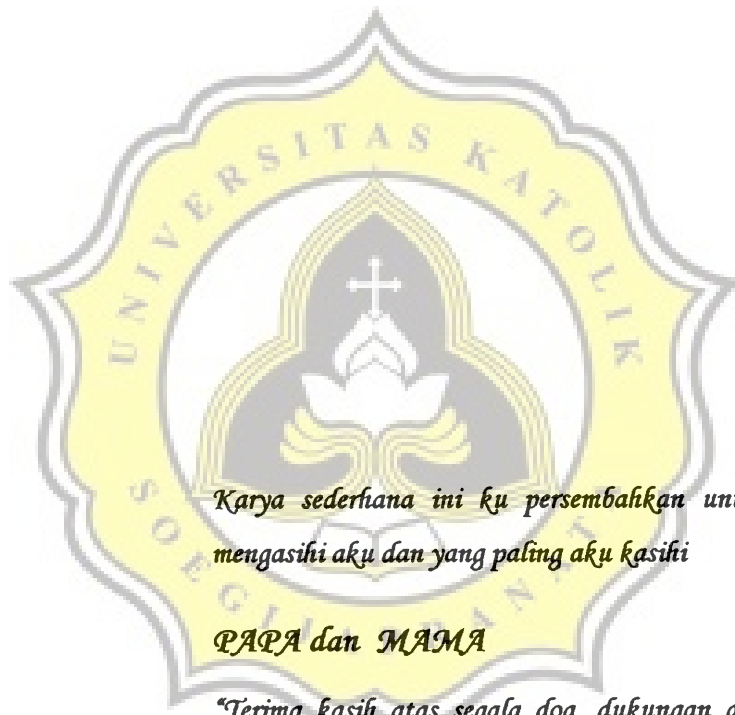 UNIVERSITAS KATOLIK
Karya sederhana ini ku persembahkan
mengasihi aku dan yang paling aku kasihi
PAPA dan MAMA
"Terima kasih atas segala doa, dukungan